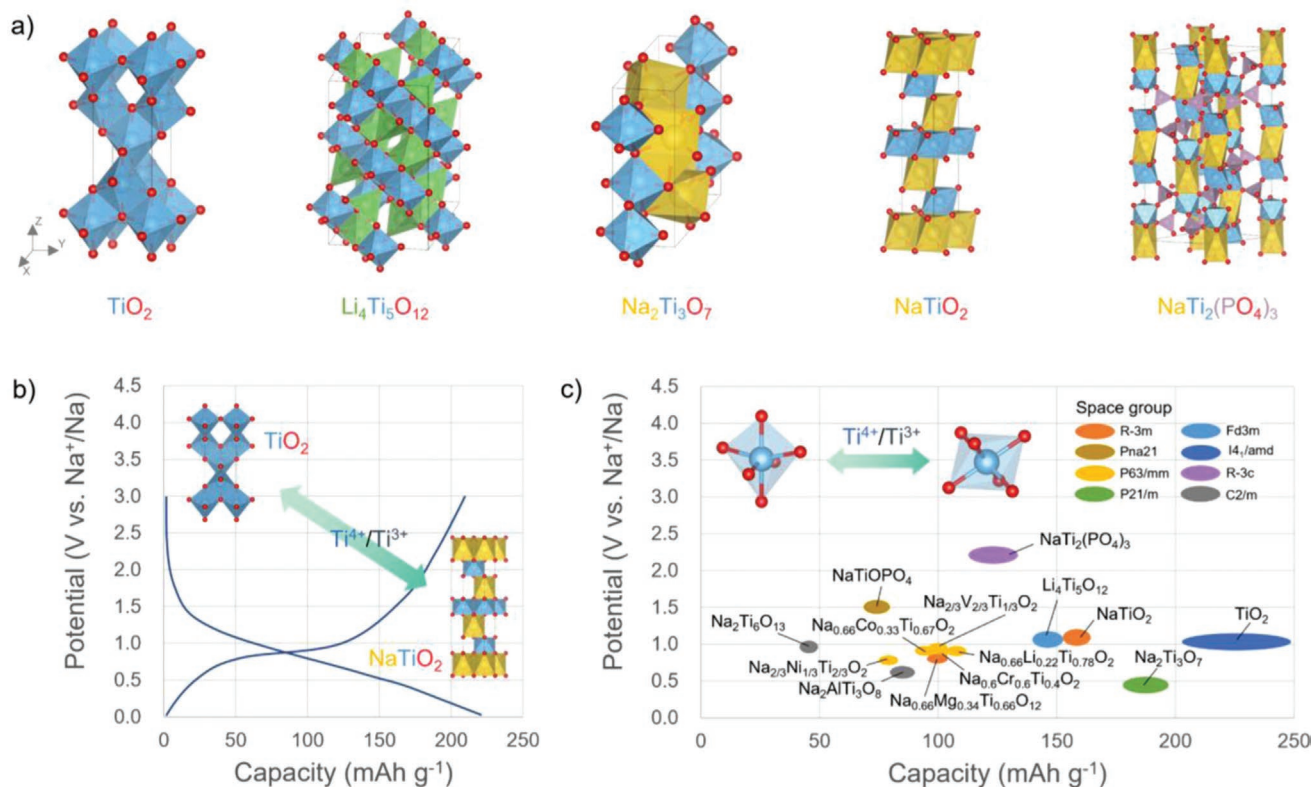 a)
Z
Y
X
TiO₂
Li₄Ti₅O₁₂
Na₂Ti₃O₇
NaTiO₂
NaTi₂(PO₄)₃
b)
Potential (V vs. Na⁺/Na)
4.5
4.0
3.5
3.0
2.5
2.0
1.5
1.0
0.5
0.0
TiO₂
Ti⁴⁺/Ti³⁺
NaTiO₂
0 50 100 150 200 250
Capacity (mAh g⁻¹)
c)
Potential (V vs. Na⁺/Na)
4.5
4.0
3.5
3.0
2.5
2.0
1.5
1.0
0.5
0.0
Ti⁴⁺/Ti³⁺
Space group
R-3m Fd3m
Pna21 I4₁/amd
P63/mm R-3c
P21/m C2/m
NaTi₂(PO₄)₃
NaTiOPO₄
Li₄Ti₅O₁₂
Na₂/₃V₂/₃Ti₁/₃O₂
NaTiO₂
TiO₂
Na₂Ti₆O₁₃
Na₀.₆₆Co₀.₃₃Ti₀.₆₇O₂
Na₂/₃Ni₁/₃Ti₂/₃O₂
Na₀.₆₆Li₀.₂₂Ti₀.₇₈O₂
Na₂Ti₃O₇
Na₂AlTi₃O₈
Na₀.₆Cr₀.₆Ti₀.₄O₂
Na₀.₆₆Mg₀.₃₄Ti₀.₆₆O₁₂
0 50 100 150 200 250
Capacity (mAh g⁻¹)